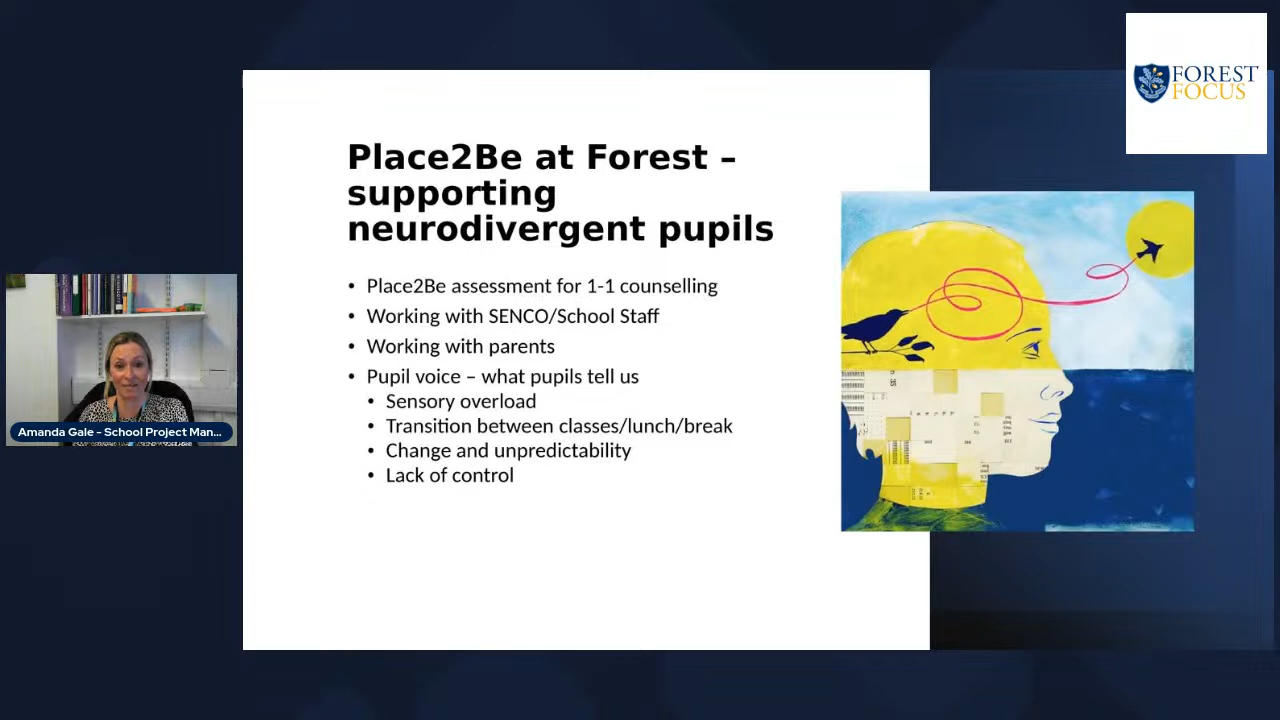 FOREST
FOCUS
Place2Be at Forest –
supporting
neurodivergent pupils
• Place2Be assessment for 1-1 counselling
• Working with SENCO/School Staff
• Working with parents
• Pupil voice – what pupils tell us
• Sensory overload
• Transition between classes/lunch/break
• Change and unpredictability
• Lack of control
Amanda Gale – School Project Man...